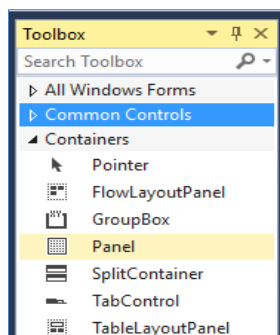 Toolbox
Search Toolbox
All Windows Forms
Common Controls
Containers
Pointer
FlowLayoutPanel
GroupBox
Panel
SplitContainer
TabControl
TableLayoutPanel